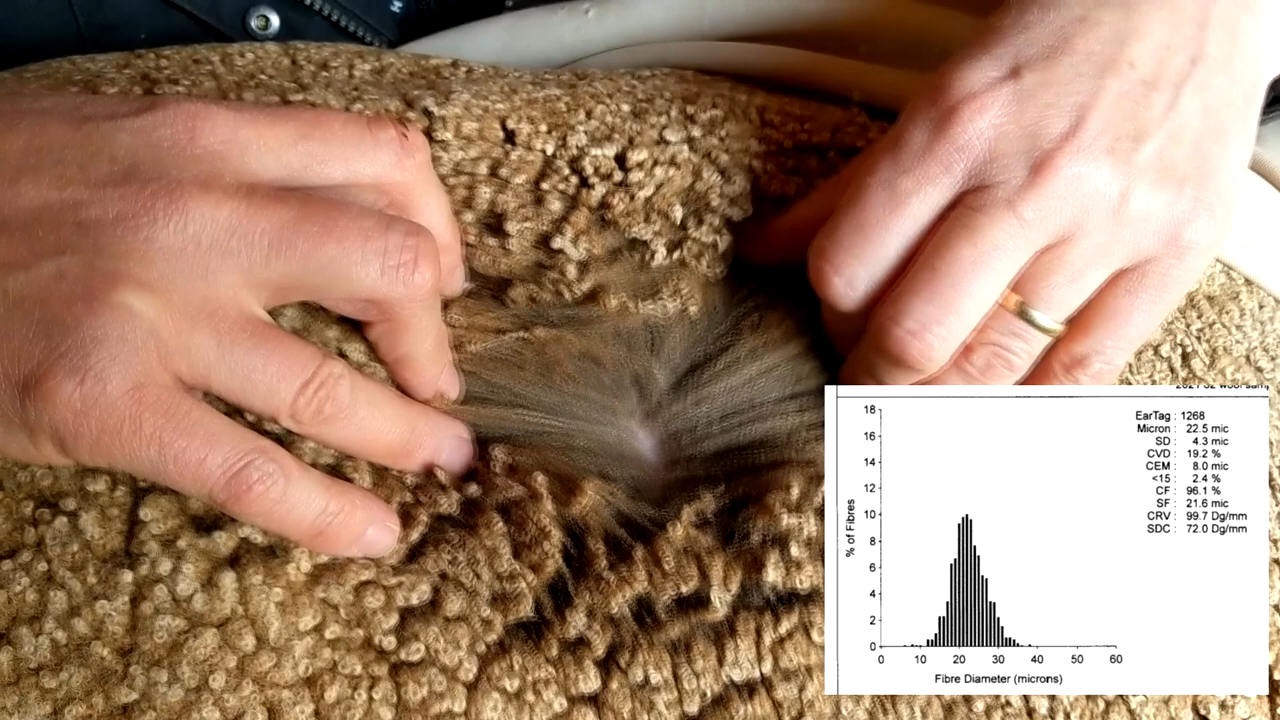 18
16
14
12
10
8
6
4
2
0
% of Fibres
0 10 20 30 40 50 60
Fibre Diameter (microns)
EarTag : 1268
Micron : 22.5 mic
SD : 4.3 mic
CVD : 19.2 %
CEM : 8.0 mic
<15 : 2.4 %
CF : 96.1 %
SF : 21.6 mic
CRV : 99.7 Dg/mm
SDC : 72.0 Dg/mm